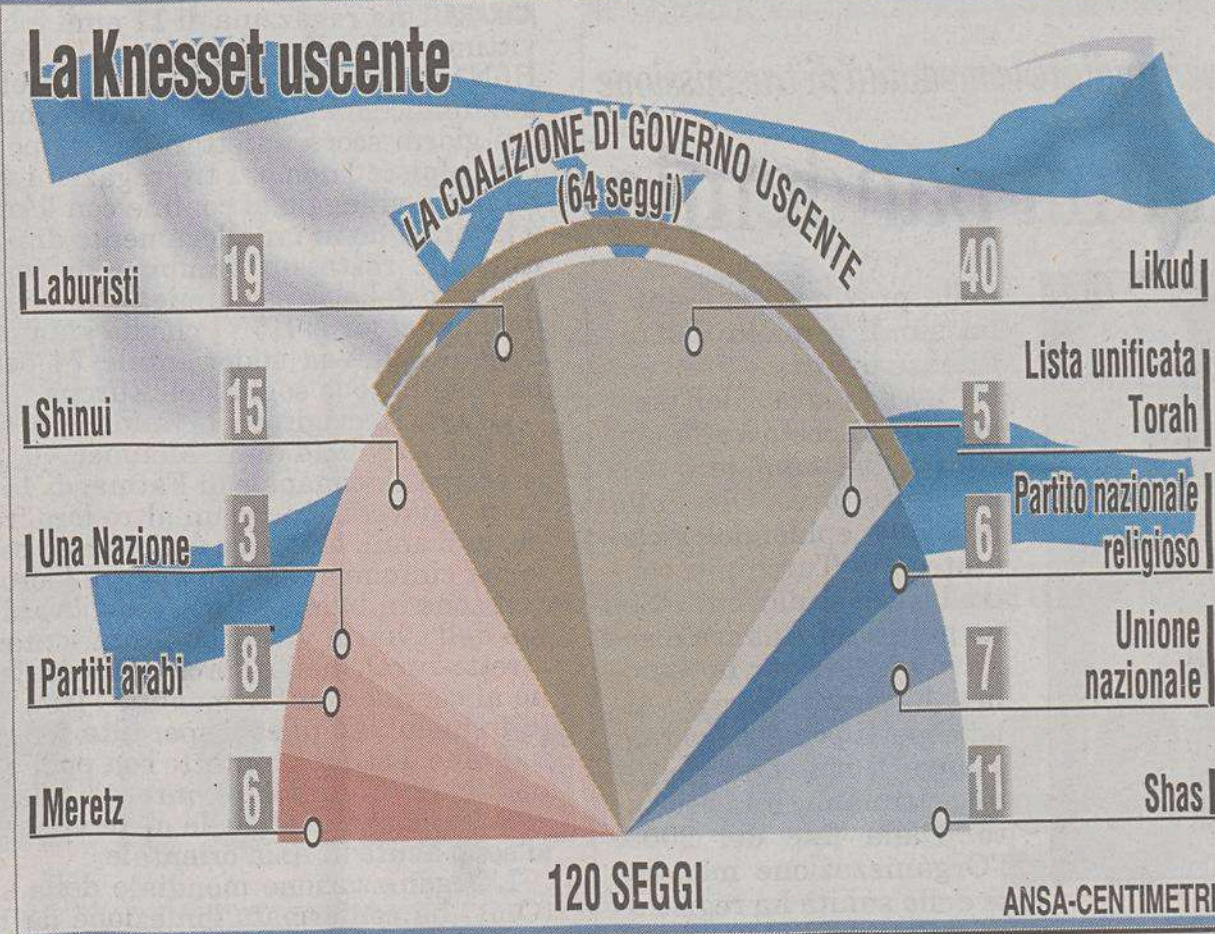 La Knesset uscente
LA COALIZIONE DI GOVERNO USCENTE
(64 seggi)
Laburisti 19
Shinui 15
Una Nazione 3
Partiti arabi 8
Meretz 6
40 Likud
Lista unificata
5 Torah
Partito nazionale
6 religioso
Unione
7 nazionale
11 Shas
120 SEGGI
ANSA-CENTIMETRI